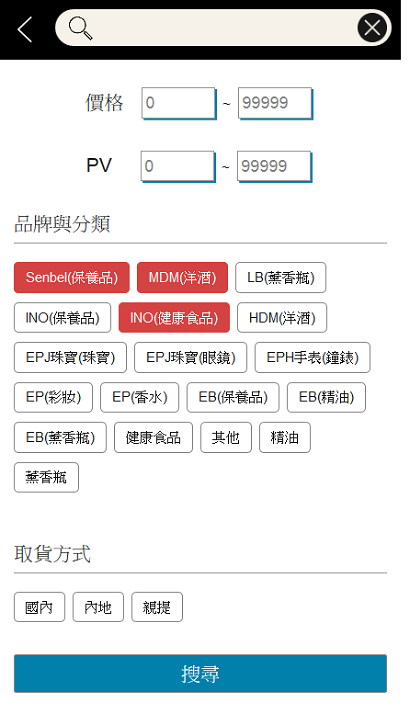 價格 0 ~ 99999
PV 0 ~ 99999
品牌與分類
Senbel(保養品) MDM(洋酒) LB(薰香瓶)
INO(保養品) INO(健康食品) HDM(洋酒)
EPJ珠寶(珠寶) EPJ珠寶(眼鏡) EPH手表(鐘錶)
EP(彩妝) EP(香水) EB(保養品) EB(精油)
EB(薰香瓶) 健康食品 其他 精油
薰香瓶
取貨方式
國內 內地 親提
搜尋